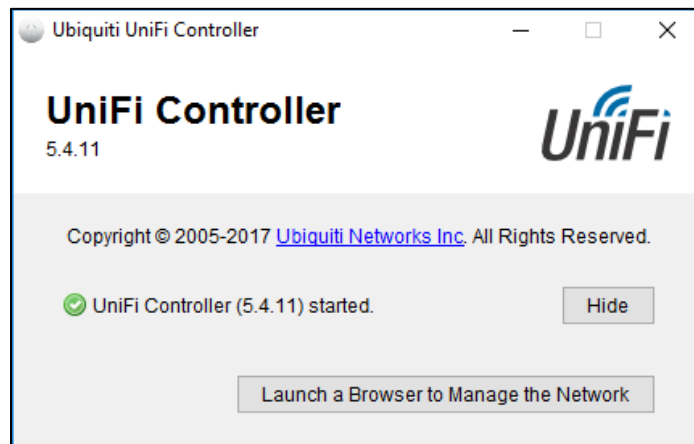 Ubiquiti UniFi Controller
UniFi Controller
5.4.11
UniFi
Copyright © 2005-2017 Ubiquiti Networks Inc. All Rights Reserved.
UniFi Controller (5.4.11) started.
Hide
Launch a Browser to Manage the Network